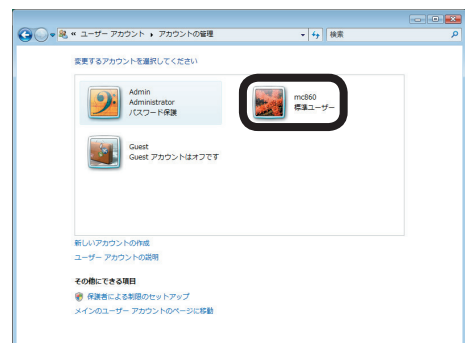 « ユーザー アカウント ▸ アカウントの管理
検索
変更するアカウントを選択してください
Admin
Administrator
パスワード保護
mc860
標準ユーザー
Guest
Guest アカウントはオフです
新しいアカウントの作成
ユーザー アカウントの説明
その他にできる項目
保護者による制限のセットアップ
メインのユーザー アカウントのページに移動